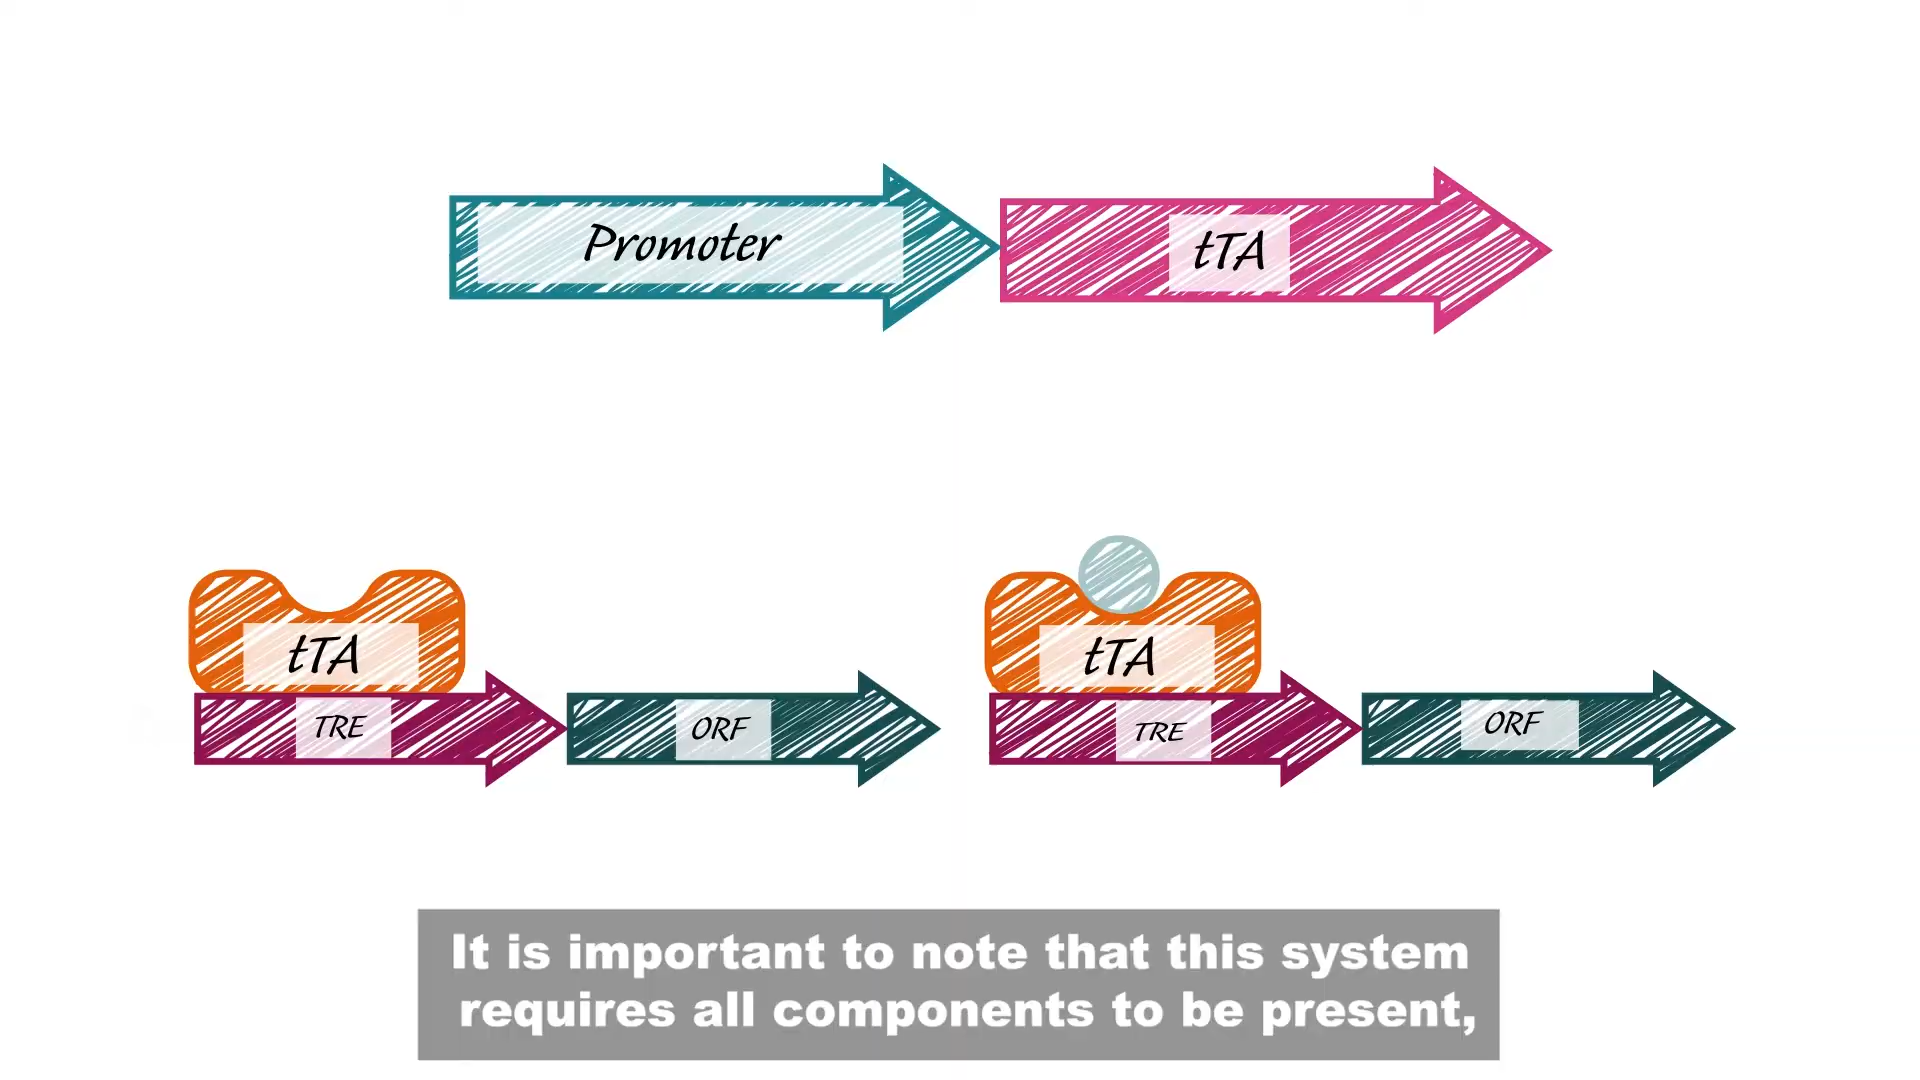 Promoter
tTA
tTA
tTA
TRE
ORF
TRE
ORF
It is important to note that this system
requires all components to be present,